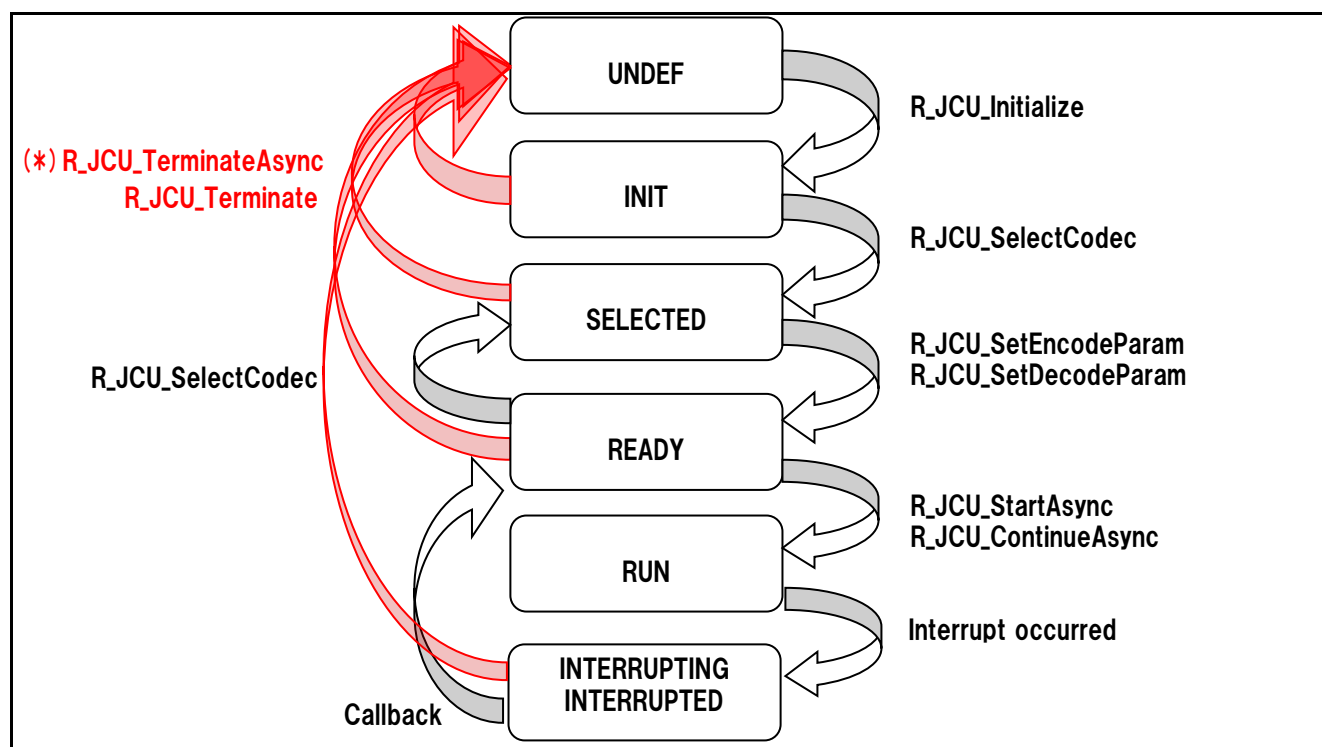 UNDEF
R_JCU_Initialize
(*) R_JCU_TerminateAsync
R_JCU_Terminate
INIT
R_JCU_SelectCodec
SELECTED
R_JCU_SetEncodeParam
R_JCU_SetDecodeParam
R_JCU_SelectCodec
READY
R_JCU_StartAsync
R_JCU_ContinueAsync
RUN
Interrupt occurred
INTERRUPTING
INTERRUPTED
Callback